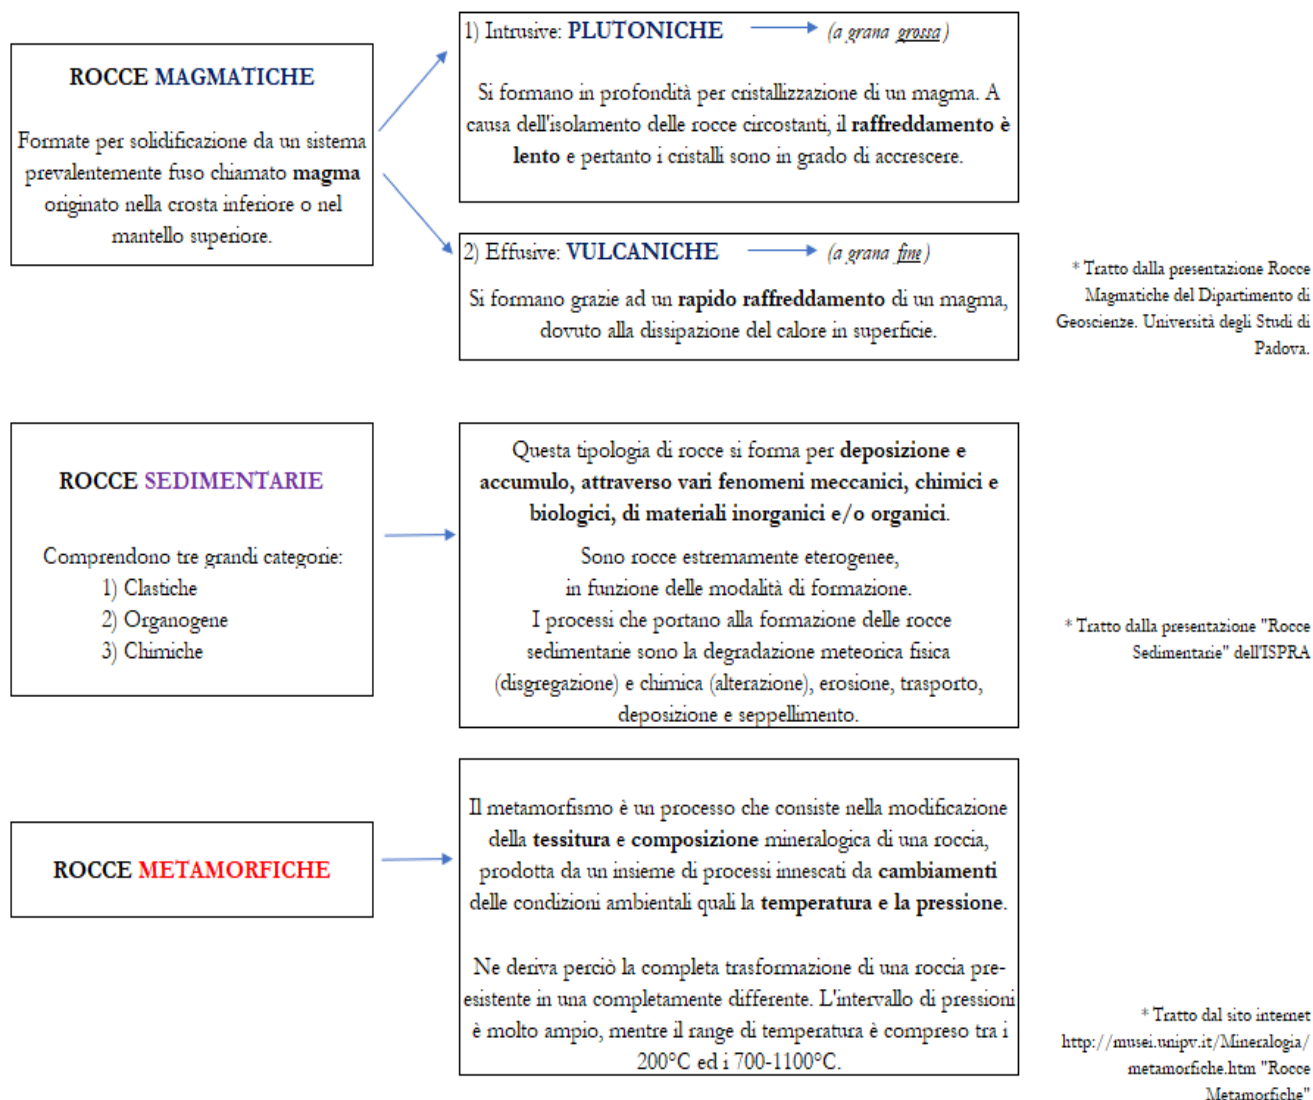 ROCCE MAGMATICHE
Formate per solidificazione da un sistema
prevalentemente fuso chiamato magma
originato nella crosta inferiore o nel
mantello superiore.
1) Intrusive: PLUTONICHE
(a grana grossa)
Si formano in profondità per cristallizzazione di un magma. A
causa dell'isolamento delle rocce circostanti, il raffreddamento è
lento e pertanto i cristalli sono in grado di accrescere.
2) Effusive: VULCANICHE
(a grana fine)
Si formano grazie ad un rapido raffreddamento di un magma,
dovuto alla dissipazione del calore in superficie.
* Tratto dalla presentazione Rocce
Magmatiche del Dipartimento di
Geoscienze. Università degli Studi di
Padova.
ROCCE SEDIMENTARIE
Comprendono tre grandi categorie:
1) Clastiche
2) Organogene
3) Chimiche
Questa tipologia di rocce si forma per deposizione e
accumulo, attraverso vari fenomeni meccanici, chimici e
biologici, di materiali inorganici e/o organici.
Sono rocce estremamente eterogenee,
in funzione delle modalità di formazione.
I processi che portano alla formazione delle rocce
sedimentarie sono la degradazione meteorica fisica
(disgregazione) e chimica (alterazione), erosione, trasporto,
deposizione e seppellimento.
* Tratto dalla presentazione "Rocce
Sedimentarie" dell'ISPRA
ROCCE METAMORFICHE
Il metamorfismo è un processo che consiste nella modificazione
della tessitura e composizione mineralogica di una roccia,
prodotta da un insieme di processi innescati da cambiamenti
delle condizioni ambientali quali la temperatura e la pressione.
Ne deriva perciò la completa trasformazione di una roccia pre-
esistente in una completamente differente. L'intervallo di pressioni
è molto ampio, mentre il range di temperatura è compreso tra i
200°C ed i 700-1100°C.
* Tratto dal sito internet
http://musei.unipv.it/Mineralogia/
metamorfiche.htm "Rocce
Metamorfiche"